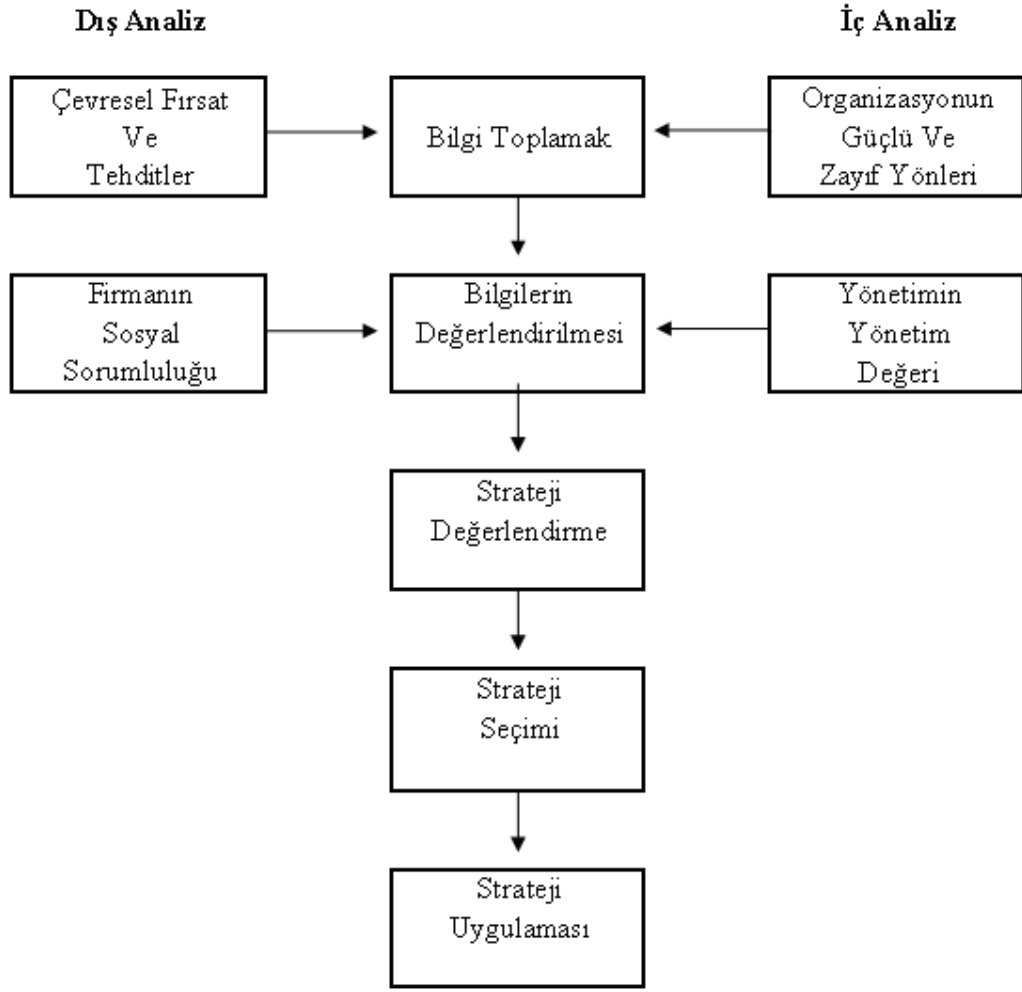 Dış Analiz
İç Analiz
Çevresel Fırsat
Ve
Tehditler
Bilgi Toplamak
Organizasyonun
Güçlü Ve
Zayıf Yönleri
Firmanın
Sosyal
Sorumluluğu
Bilgilerin
Değerlendirilmesi
Yönetimin
Yönetim
Değeri
Strateji
Değerlendirme
Strateji
Seçimi
Strateji
Uygulaması